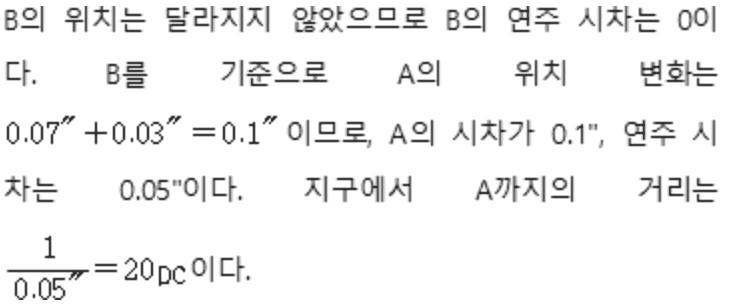 B의 위치는 달라지지 않았으므로 B의 연주 시차는 0이
다. B를 기준으로 A의 위치 변화는
0.07″+0.03″=0.1″이므로, A의 시차가 0.1", 연주 시
차는 0.05"이다. 지구에서 A까지의 거리는
1/0.05″=20pc이다.